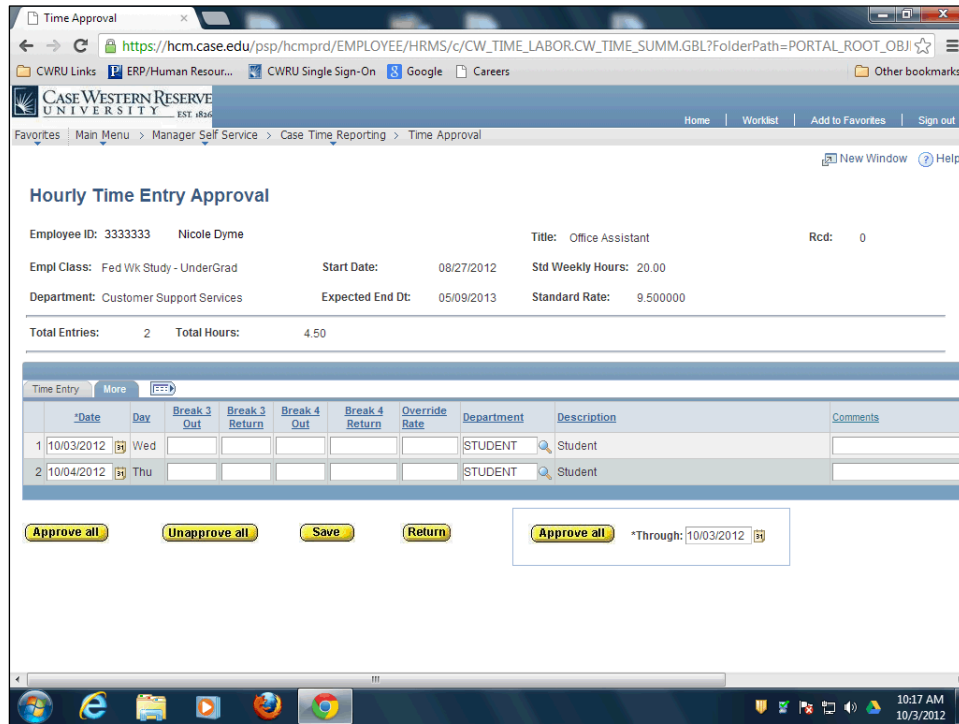 Time Approval
https://hcm.case.edu/psp/hcmprd/EMPLOYEE/HRMS/c/CW_TIME_LABOR.CW_TIME_SUMM.GBL?FolderPath=PORTAL_ROOT_OBJ
CWRU Links ERP/Human Resour... CWRU Single Sign-On Google Careers Other bookmarks
CASE WESTERN RESERVE
UNIVERSITY EST. 1826
Home | Worklist | Add to Favorites | Sign out
Favorites Main Menu > Manager Self Service > Case Time Reporting > Time Approval
New Window ? Help
Hourly Time Entry Approval
Employee ID: 3333333 Nicole Dyme Title: Office Assistant Rcd: 0
Empl Class: Fed Wk Study - UnderGrad Start Date: 08/27/2012 Std Weekly Hours: 20.00
Department: Customer Support Services Expected End Dt: 05/09/2013 Standard Rate: 9.500000
Total Entries: 2 Total Hours: 4.50
Time Entry More
*Date Day Break 3 Out Break 3 Return Break 4 Out Break 4 Return Override Rate Department Description Comments
1 10/03/2012 31 Wed STUDENT Student
2 10/04/2012 31 Thu STUDENT Student
Approve all Unapprove all Save Return Approve all *Through: 10/03/2012 31
10:17 AM
10/3/2012